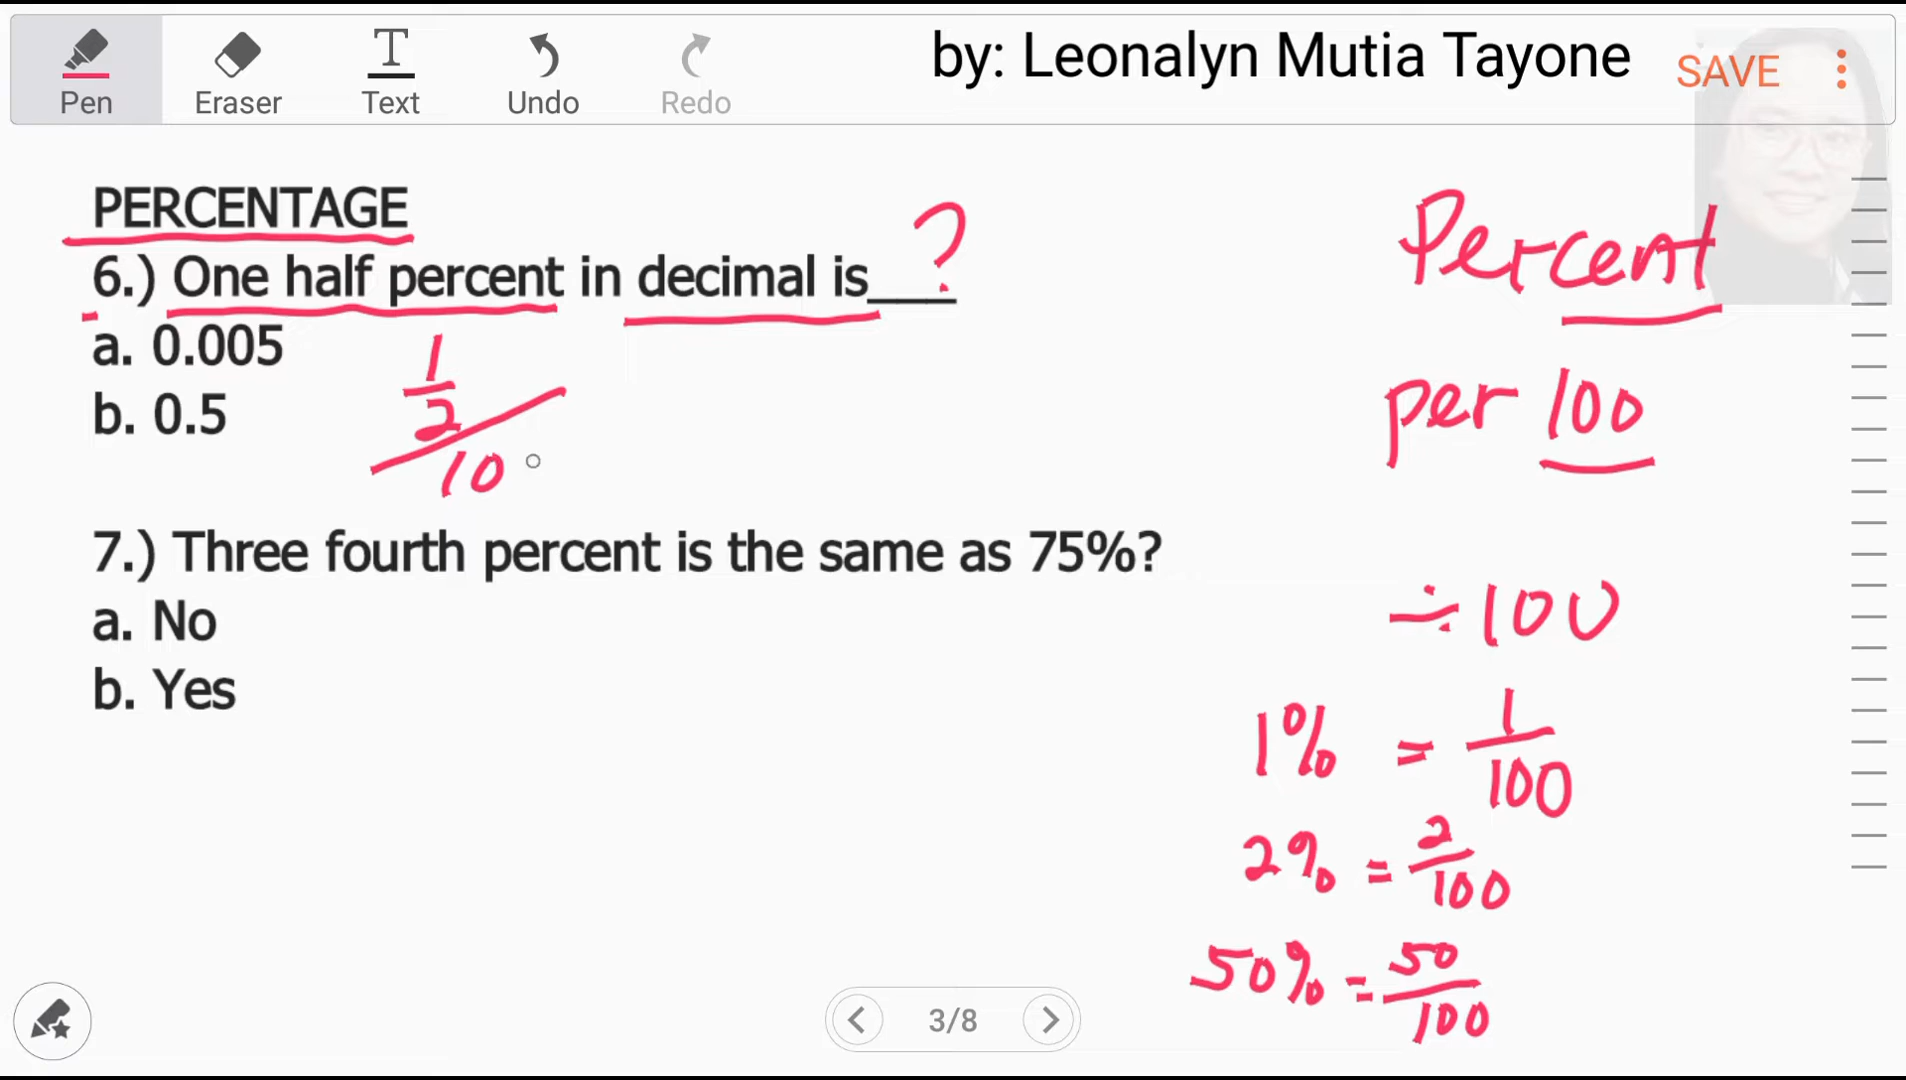 Pen
Eraser
T
Text
Undo
Redo
by: Leonalyn Mutia Tayone
SAVE
PERCENTAGE
6.) One half percent in decimal is___ ?
a. 0.005
b. 0.5
1
2
10
7.) Three fourth percent is the same as 75%?
a. No
b. Yes
Percent
per 100
÷100
1% = 1/100
2% = 2/100
50% = 50/100
3/8